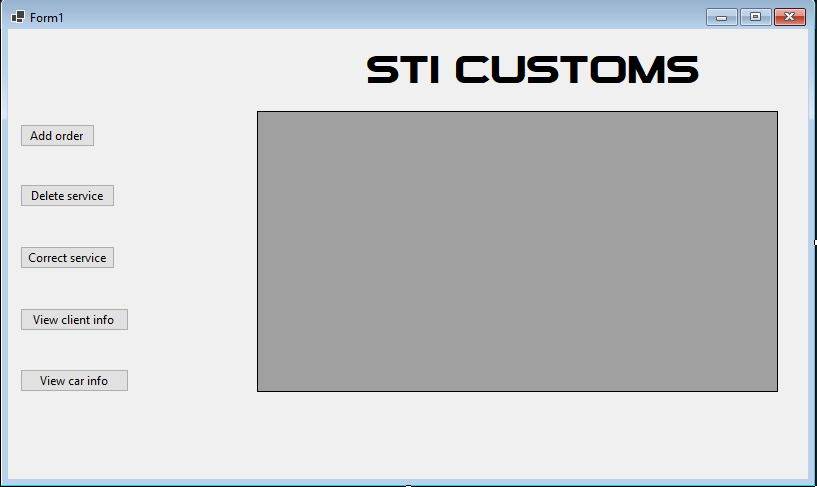 Form1
STI CUSTOMS
Add order
Delete service
Correct service
View client info
View car info